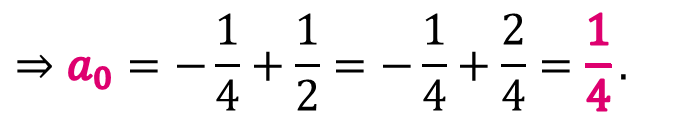 ⇒ a₀ = −1/4 + 1/2 = −1/4 + 2/4 = 1/4.